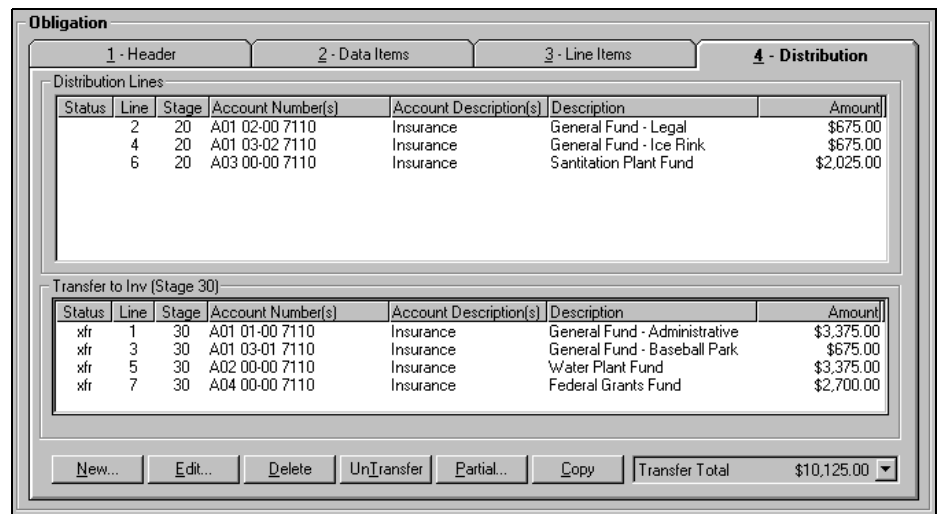 Obligation
1 - Header 2 - Data Items 3 - Line Items 4 - Distribution
Distribution Lines
Status Line Stage Account Number(s) Account Description(s) Description Amount
2 20 A01 02-00 7110 Insurance General Fund - Legal $675.00
4 20 A01 03-02 7110 Insurance General Fund - Ice Rink $675.00
6 20 A03 00-00 7110 Insurance Santitation Plant Fund $2,025.00
Transfer to Inv (Stage 30)
Status Line Stage Account Number(s) Account Description(s) Description Amount
xfr 1 30 A01 01-00 7110 Insurance General Fund - Administrative $3,375.00
xfr 3 30 A01 03-01 7110 Insurance General Fund - Baseball Park $675.00
xfr 5 30 A02 00-00 7110 Insurance Water Plant Fund $3,375.00
xfr 7 30 A04 00-00 7110 Insurance Federal Grants Fund $2,700.00
New... Edit... Delete UnTransfer Partial... Copy Transfer Total $10,125.00